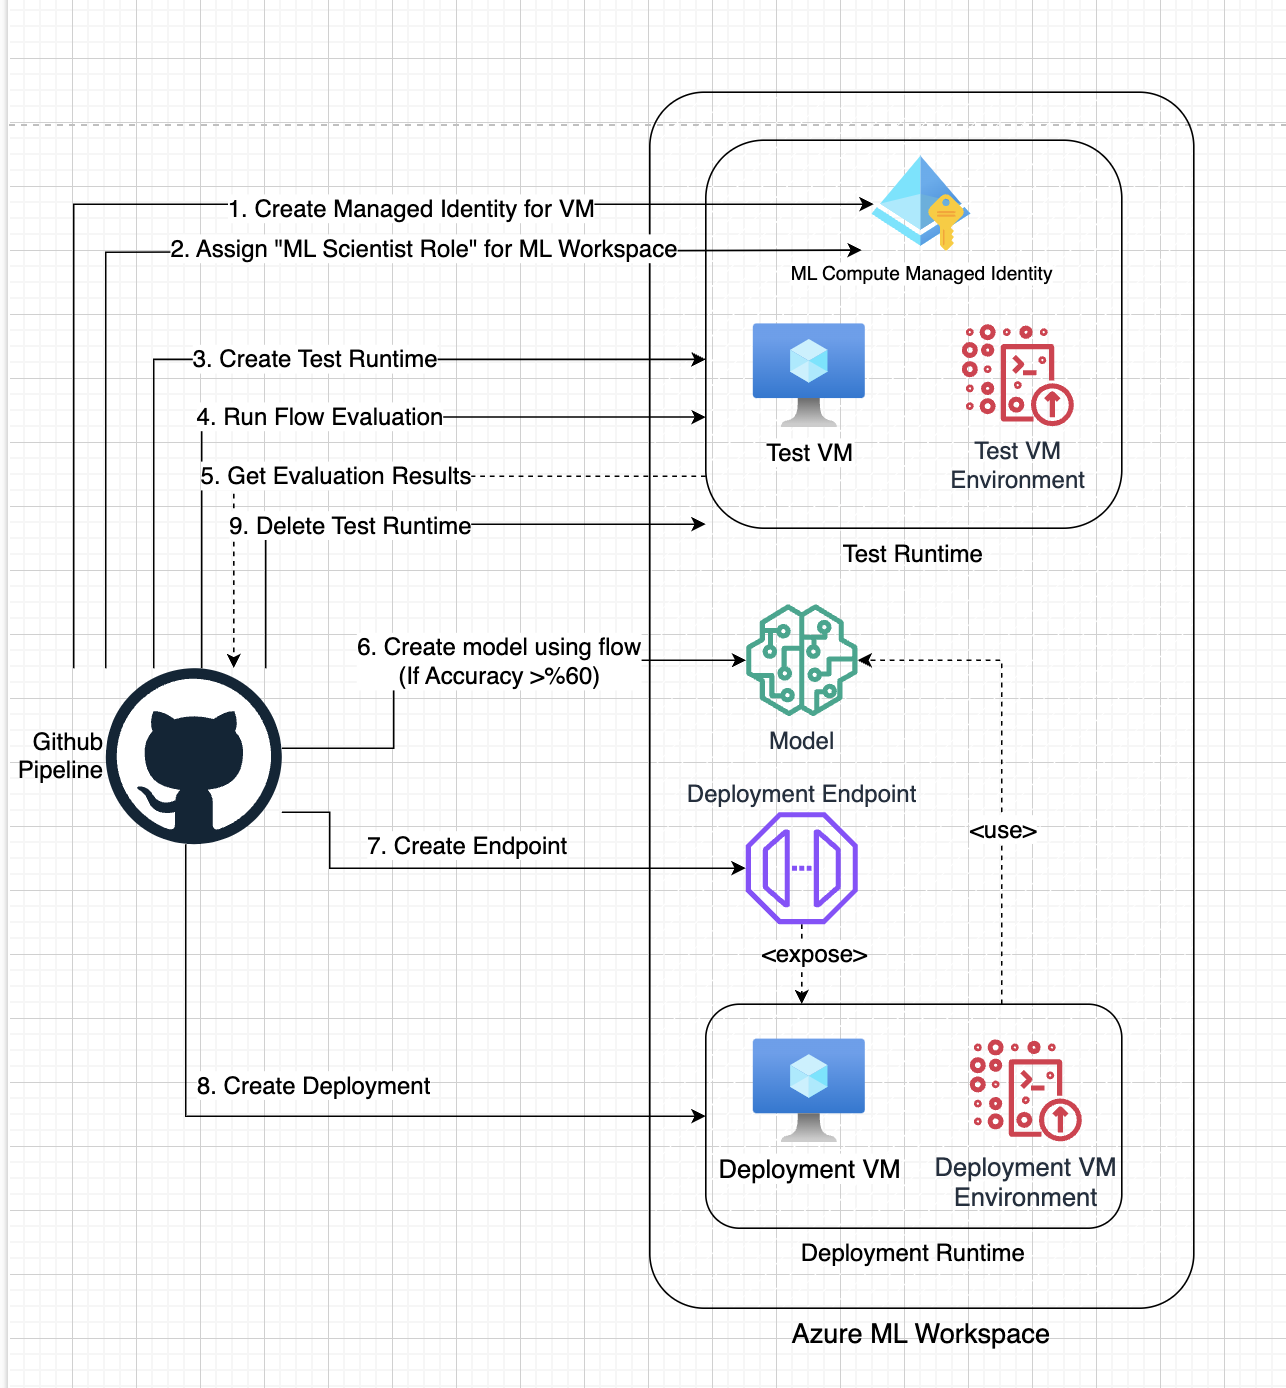 1. Create Managed Identity for VM
2. Assign "ML Scientist Role" for ML Workspace
ML Compute Managed Identity
3. Create Test Runtime
4. Run Flow Evaluation
5. Get Evaluation Results
9. Delete Test Runtime
Test VM
Test VM
Environment
Test Runtime
6. Create model using flow
(If Accuracy >%60)
Model
Github
Pipeline
Deployment Endpoint
7. Create Endpoint
<use>
<expose>
8. Create Deployment
Deployment VM
Deployment VM
Environment
Deployment Runtime
Azure ML Workspace